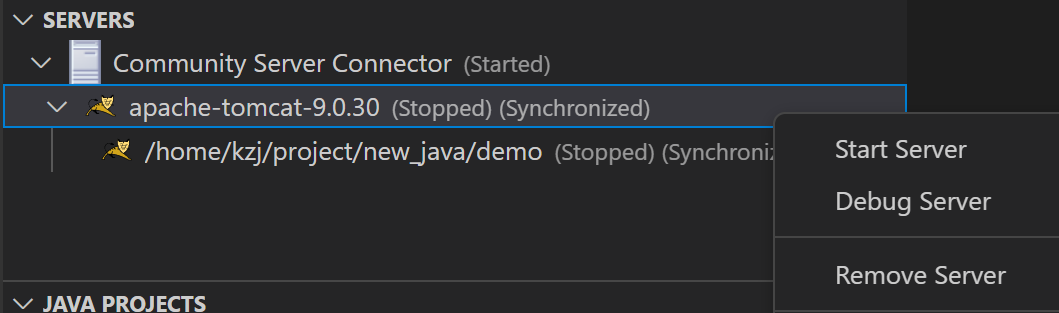 SERVERS
Community Server Connector (Started)
apache-tomcat-9.0.30 (Stopped) (Synchronized)
/home/kzj/project/new_java/demo (Stopped)
Start Server
Debug Server
Remove Server
JAVA PROJECTS